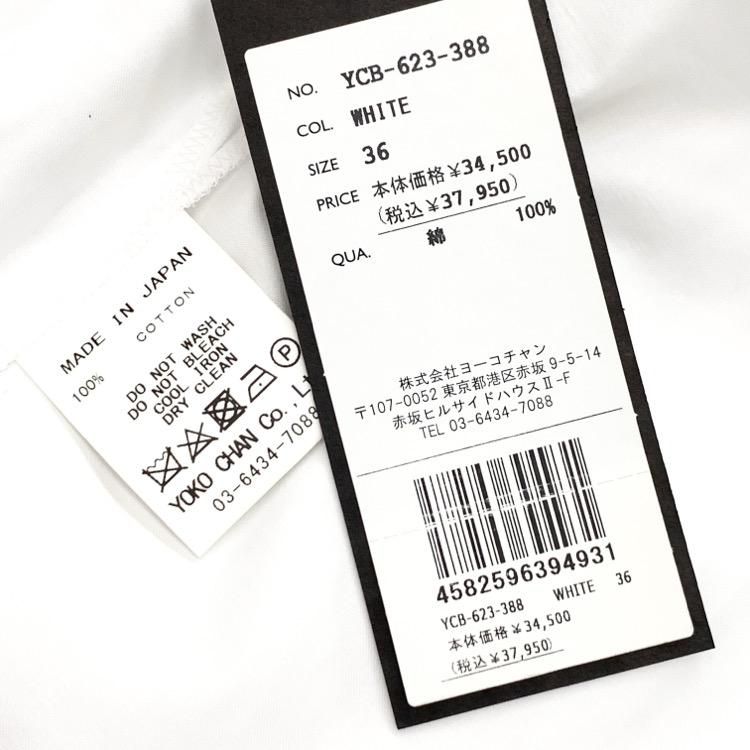 NO. YCB-623-388
COL. WHITE
SIZE 36
PRICE 本体価格¥34,500
(税込¥37,950)
QUA. 綿 100%
株式会社ヨーコチャン
〒107-0052 東京都港区赤坂 9-5-14
赤坂ヒルサイドハウスⅡ-F
TEL 03-6434-7088
4582596394931
YCB-623-388 WHITE 36
本体価格¥34,500
(税込¥37,950)
MADE IN JAPAN
100% COTTON
DO NOT WASH
DO NOT BLEACH
COOL IRON
DRY CLEAN
P
YOKO CHAN Co., Lt
03-6434-7088